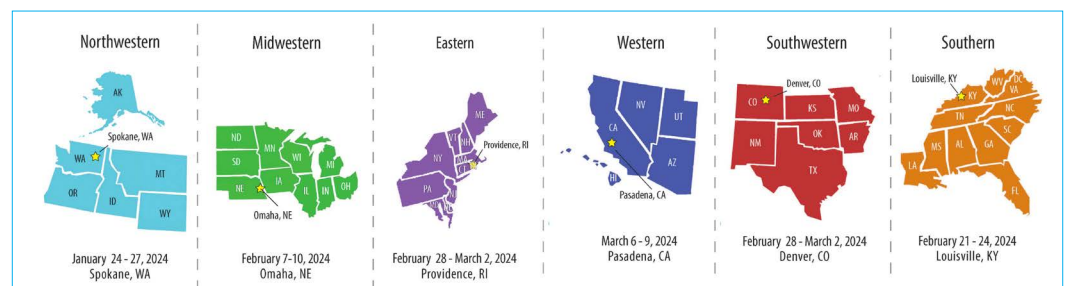 Northwestern
AK
Spokane, WA
WA
MT
OR
ID
WY
January 24 - 27, 2024
Spokane, WA
Midwestern
ND
MN
SD
WI
MI
NE
IA
IL
IN
OH
Omaha, NE
February 7-10, 2024
Omaha, NE
Eastern
ME
VT
NH
Providence, RI
NY
MA
PA
February 28 - March 2, 2024
Providence, RI
Western
NV
UT
CA
AZ
HI
Pasadena, CA
March 6 - 9, 2024
Pasadena, CA
Southwestern
Denver, CO
CO
KS
MO
OK
AR
NM
TX
February 28 - March 2, 2024
Denver, CO
Southern
Louisville, KY
WV
DC
KY
VA
NC
TN
SC
MS
AL
GA
LA
FL
February 21 - 24, 2024
Louisville, KY